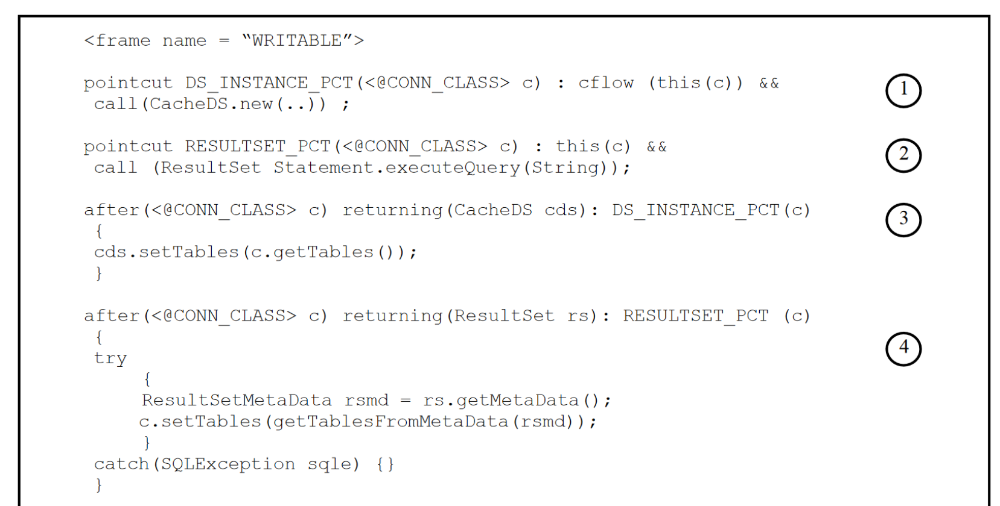 <frame name = “WRITABLE”>
pointcut DS_INSTANCE_PCT(<@CONN_CLASS> c) : cflow (this(c)) &&
call(CacheDS.new(..)) ;
1
pointcut RESULTSET_PCT(<@CONN_CLASS> c) : this(c) &&
call (ResultSet Statement.executeQuery(String));
2
after(<@CONN_CLASS> c) returning(CacheDS cds): DS_INSTANCE_PCT(c)
3
{
cds.setTables(c.getTables());
}
after(<@CONN_CLASS> c) returning(ResultSet rs): RESULTSET_PCT (c)
{
4
try
{
ResultSetMetaData rsmd = rs.getMetaData();
c.setTables(getTablesFromMetaData(rsmd));
}
catch(SQLException sqle) {}
}